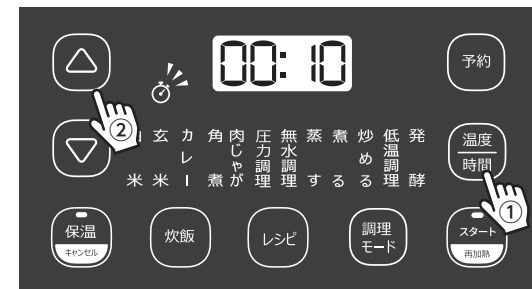 00:10
予約
②
米
玄米
カレー
角煮
肉じゃが
圧力調理
無水調理
蒸す
煮る
炒める
低温調理
発酵
温度
時間
①
保温
キャンセル
炊飯
レシピ
調理
モード
スタート
再加熱